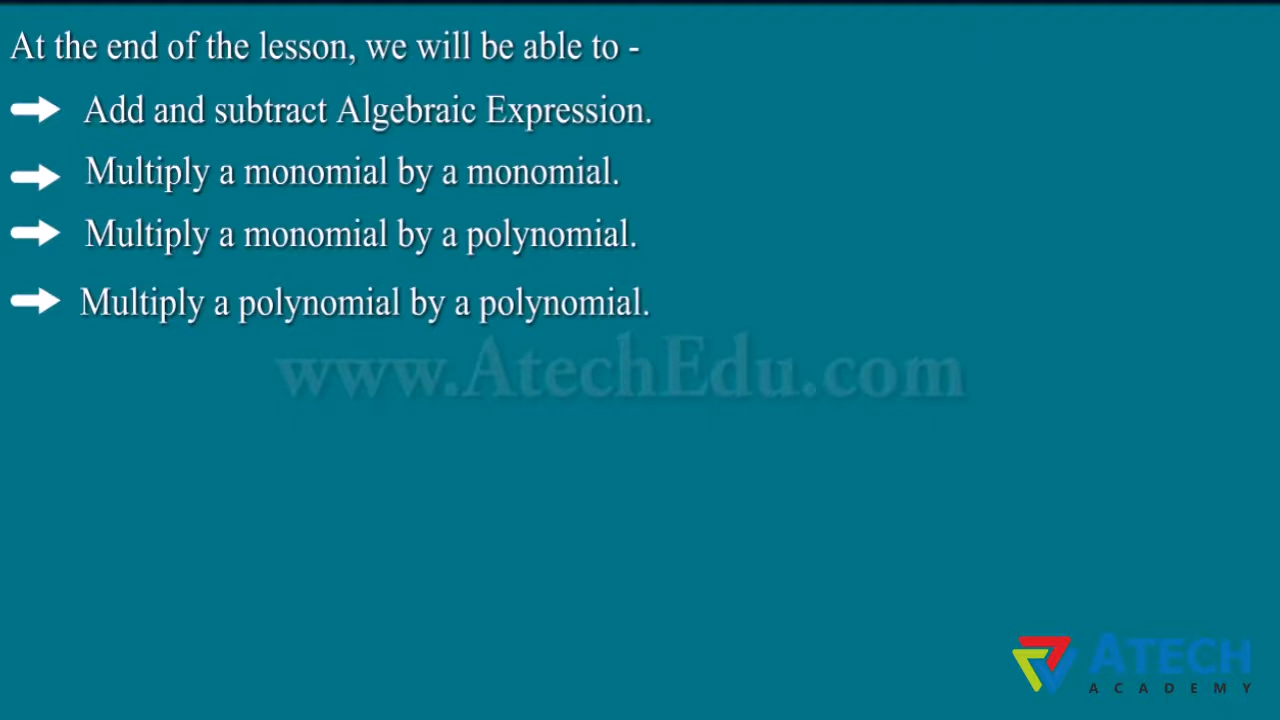 At the end of the lesson, we will be able to -
Add and subtract Algebraic Expression.
Multiply a monomial by a monomial.
Multiply a monomial by a polynomial.
Multiply a polynomial by a polynomial.
www.AtechEdu.com
ATECH
ACADEMY